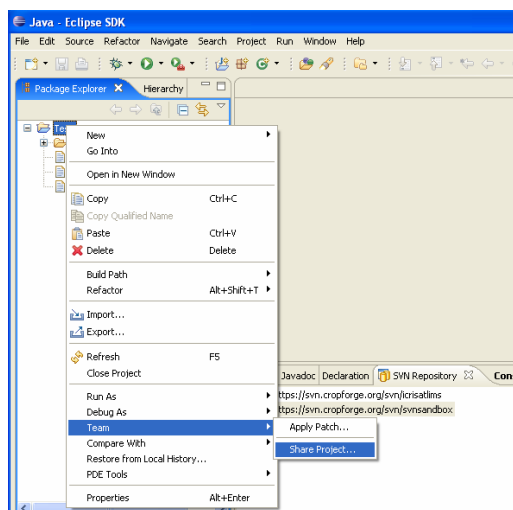 Java - Eclipse SDK
File Edit Source Refactor Navigate Search Project Run Window Help
Package Explorer Hierarchy
New
Go Into
Open in New Window
Copy Ctrl+C
Copy Qualified Name
Paste Ctrl+V
Delete Delete
Build Path
Refactor Alt+Shift+T
Import...
Export...
Refresh F5
Close Project
Javadoc Declaration SVN Repository
ttps://svn.cropforge.org/svn/icrisatlims
Run As
ttps://svn.cropforge.org/svn/svnsandbox
Debug As
Team
Apply Patch...
Compare With
Share Project...
Restore from Local History...
PDE Tools
Properties Alt+Enter